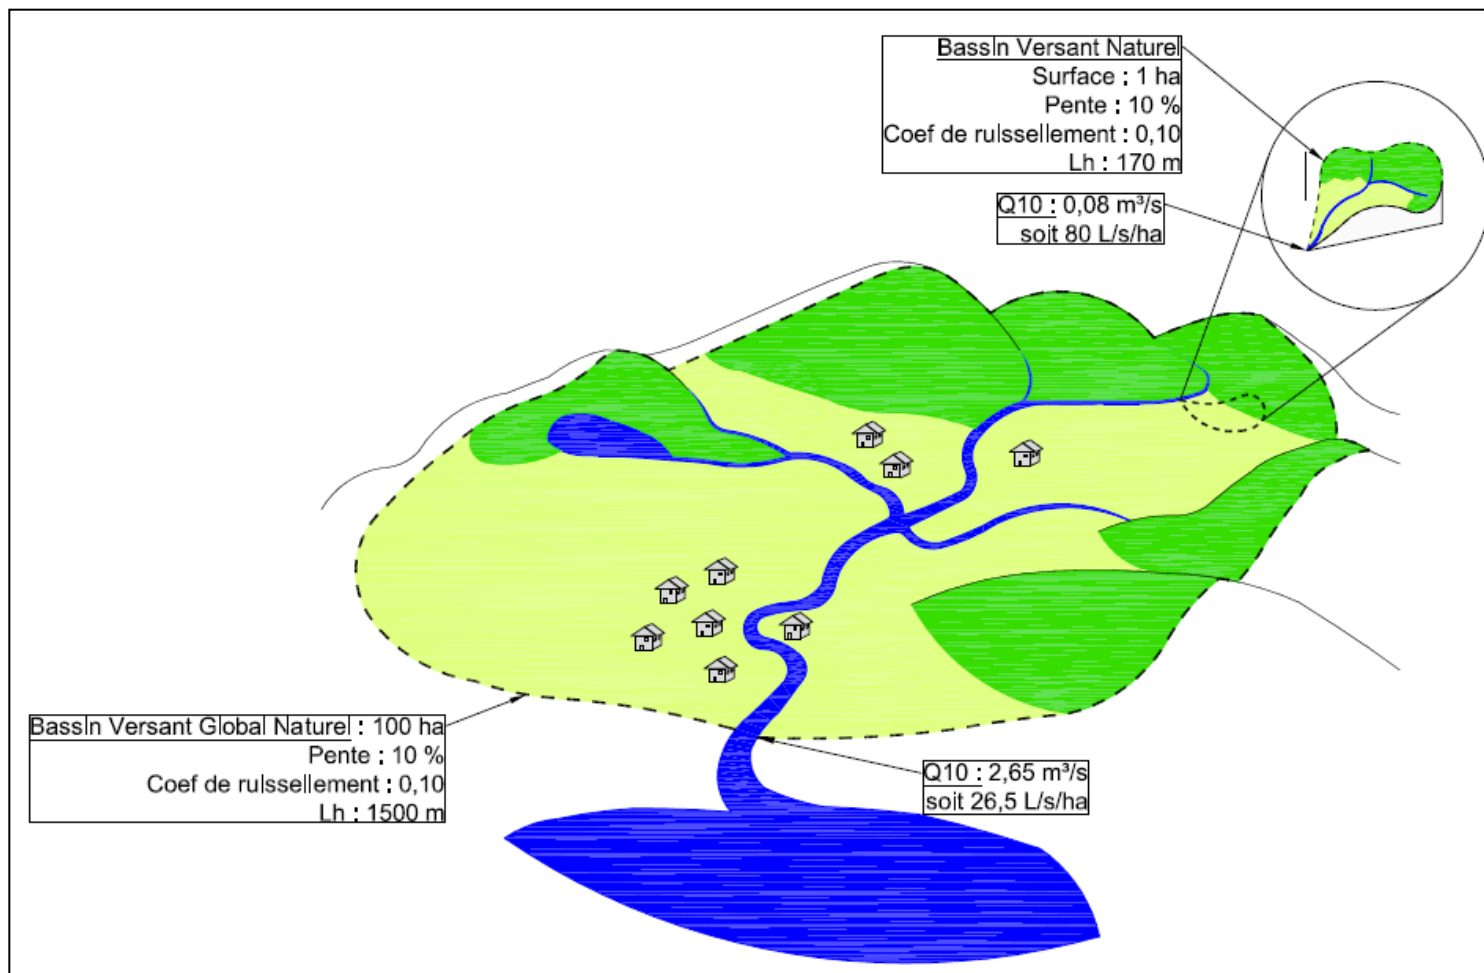 Bassin Versant Naturel
Surface : 1 ha
Pente : 10 %
Coef de ruissellement : 0,10
Lh : 170 m
Q10 : 0,08 m³/s
soit 80 L/s/ha
Bassin Versant Global Naturel : 100 ha
Pente : 10 %
Coef de ruissellement : 0,10
Lh : 1500 m
Q10 : 2,65 m³/s
soit 26,5 L/s/ha